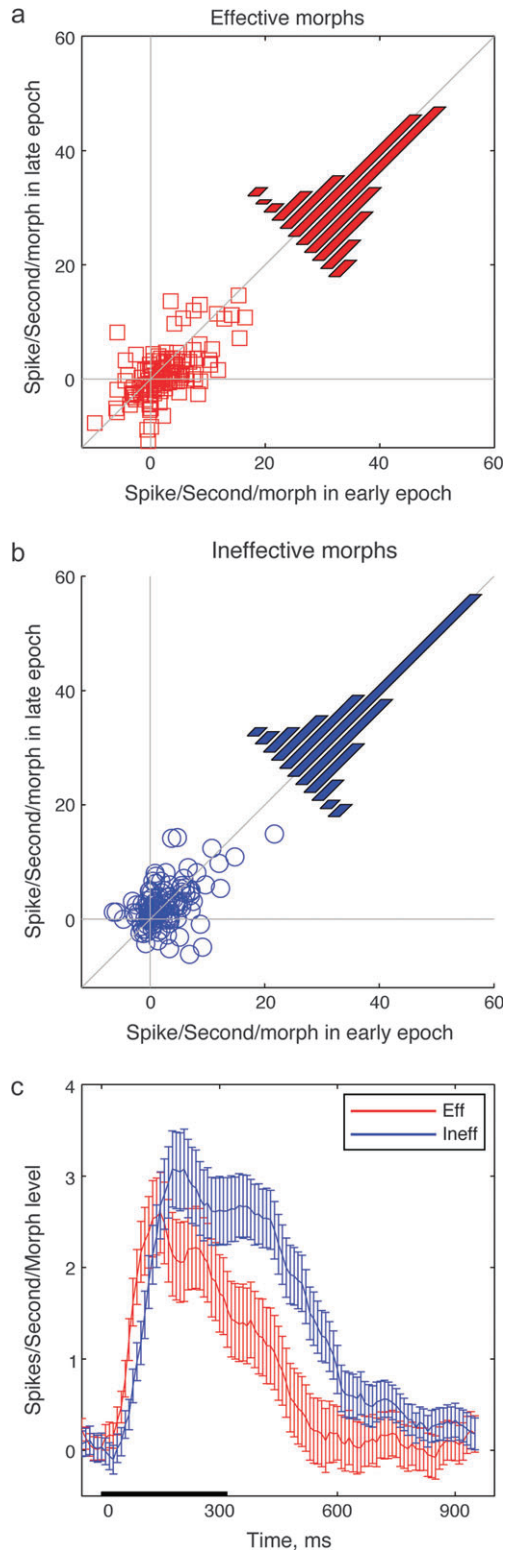 a
Effective morphs
60
40
20
0
0 20 40 60
Spike/Second/morph in late epoch
Spike/Second/morph in early epoch
b
Ineffective morphs
60
40
20
0
0 20 40 60
Spike/Second/morph in late epoch
Spike/Second/morph in early epoch
c
4
3
2
1
0
Eff
Ineff
0 300 600 900
Spikes/Second/Morph level
Time, ms